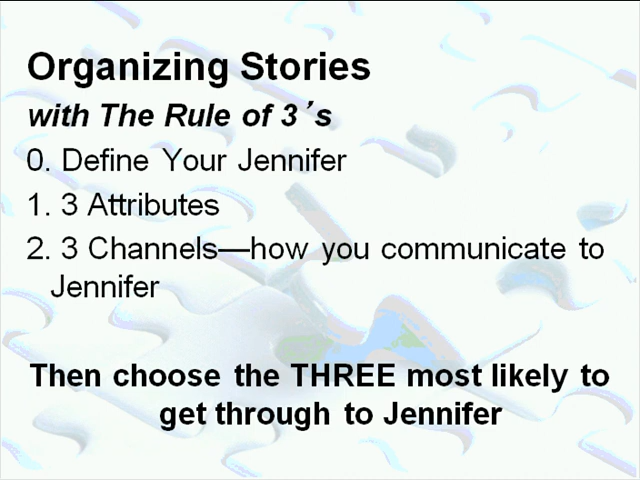 Organizing Stories
with The Rule of 3´s
0. Define Your Jennifer
1. 3 Attributes
2. 3 Channels—how you communicate to
Jennifer
Then choose the THREE most likely to
get through to Jennifer